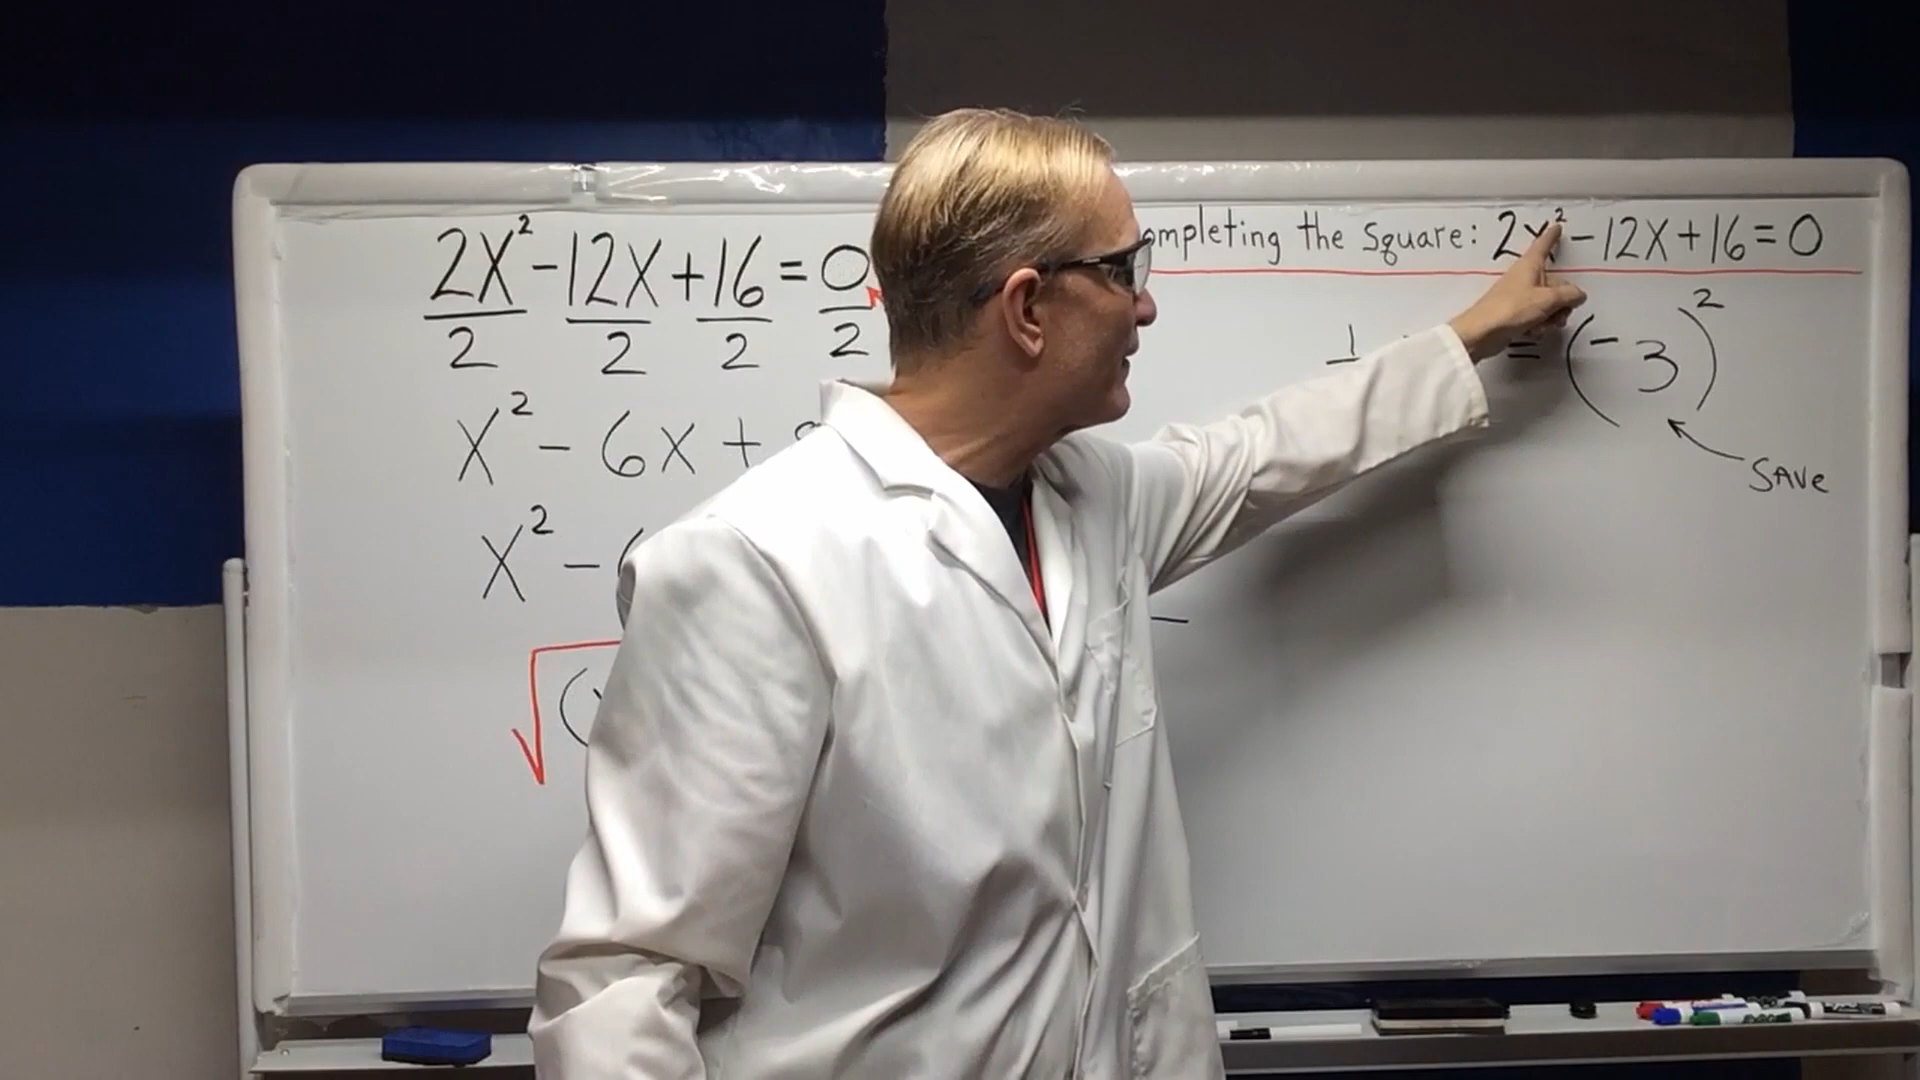 ompleting the Square: 2x² - 12x + 16 = 0
2x² - 12x + 16 = 0
2 2 2 2
x² - 6x +
x² -
√ (
1 = (-3)²
SAVe